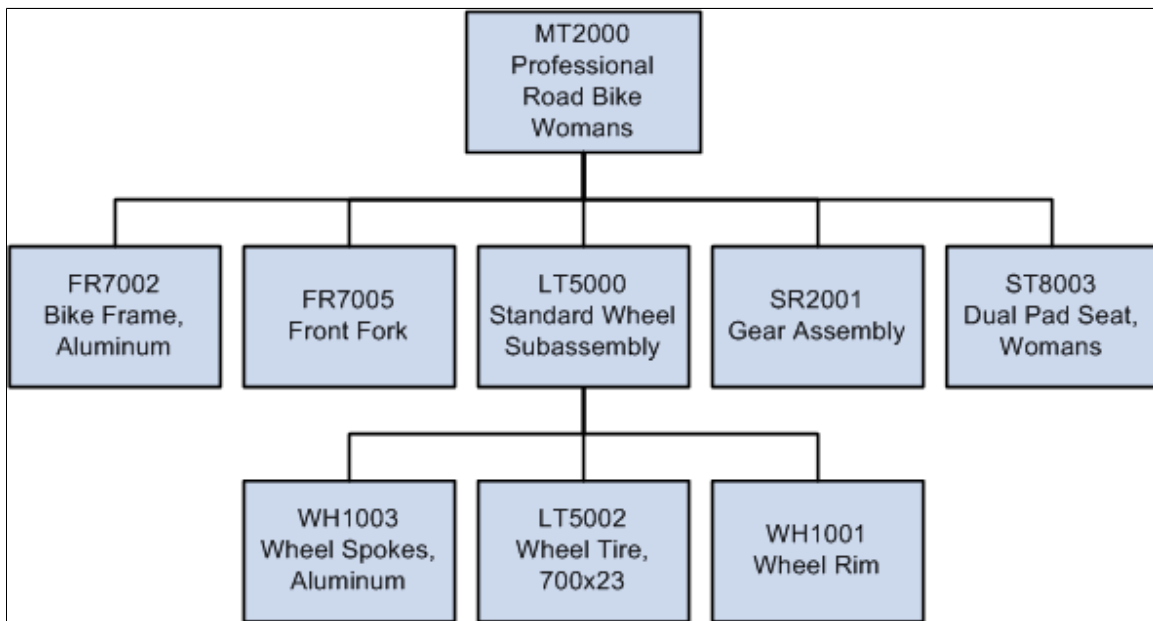 MT2000
Professional
Road Bike
Womans
FR7002
Bike Frame,
Aluminum
FR7005
Front Fork
LT5000
Standard Wheel
Subassembly
SR2001
Gear Assembly
ST8003
Dual Pad Seat,
Womans
WH1003
Wheel Spokes,
Aluminum
LT5002
Wheel Tire,
700x23
WH1001
Wheel Rim